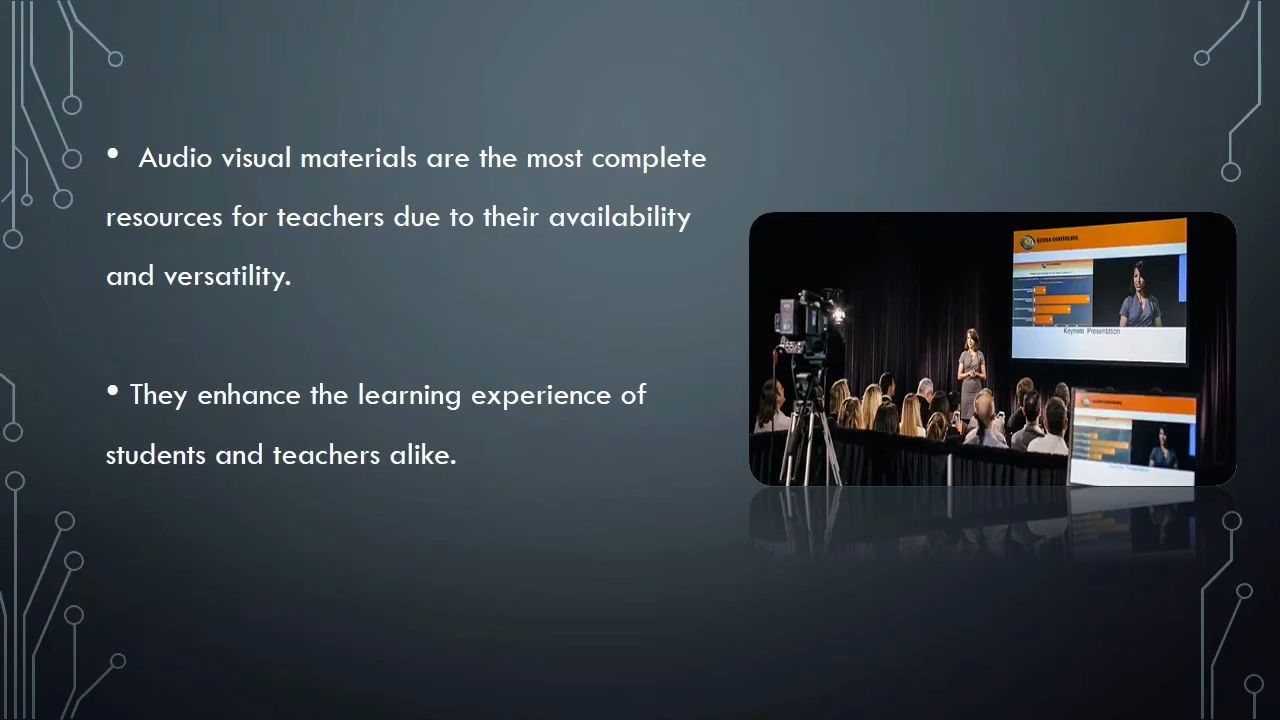 • Audio visual materials are the most complete
resources for teachers due to their availability
and versatility.
• They enhance the learning experience of
students and teachers alike.
Keynote Presentation